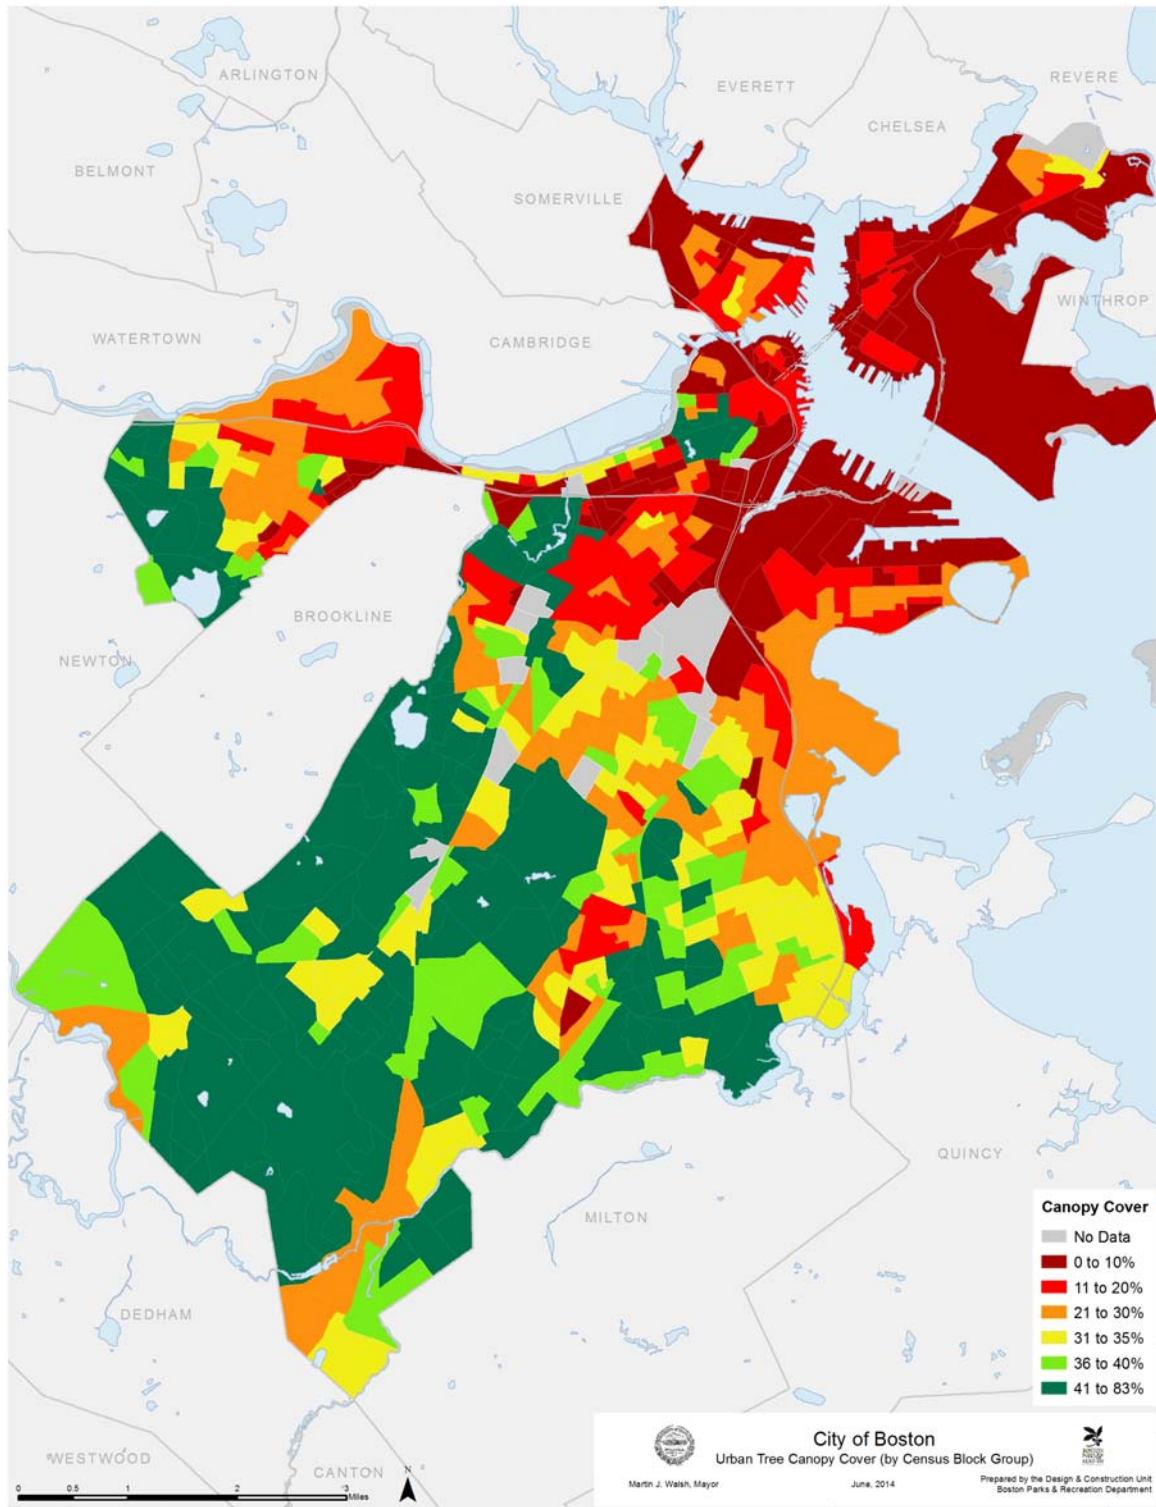 ARLINGTON
EVERETT
REVERE
CHELSEA
BELMONT
SOMERVILLE
WINTHROP
WATERTOWN
CAMBRIDGE
BROOKLINE
NEWTON
QUINCY
MILTON
DEDHAM
WESTWOOD
CANTON
Canopy Cover
No Data
0 to 10%
11 to 20%
21 to 30%
31 to 35%
36 to 40%
41 to 83%
City of Boston
Urban Tree Canopy Cover (by Census Block Group)
Martin J. Walsh, Mayor
June, 2014
Prepared by the Design & Construction Unit
Boston Parks & Recreation Department
0 0.5 1 2 3
Miles
N